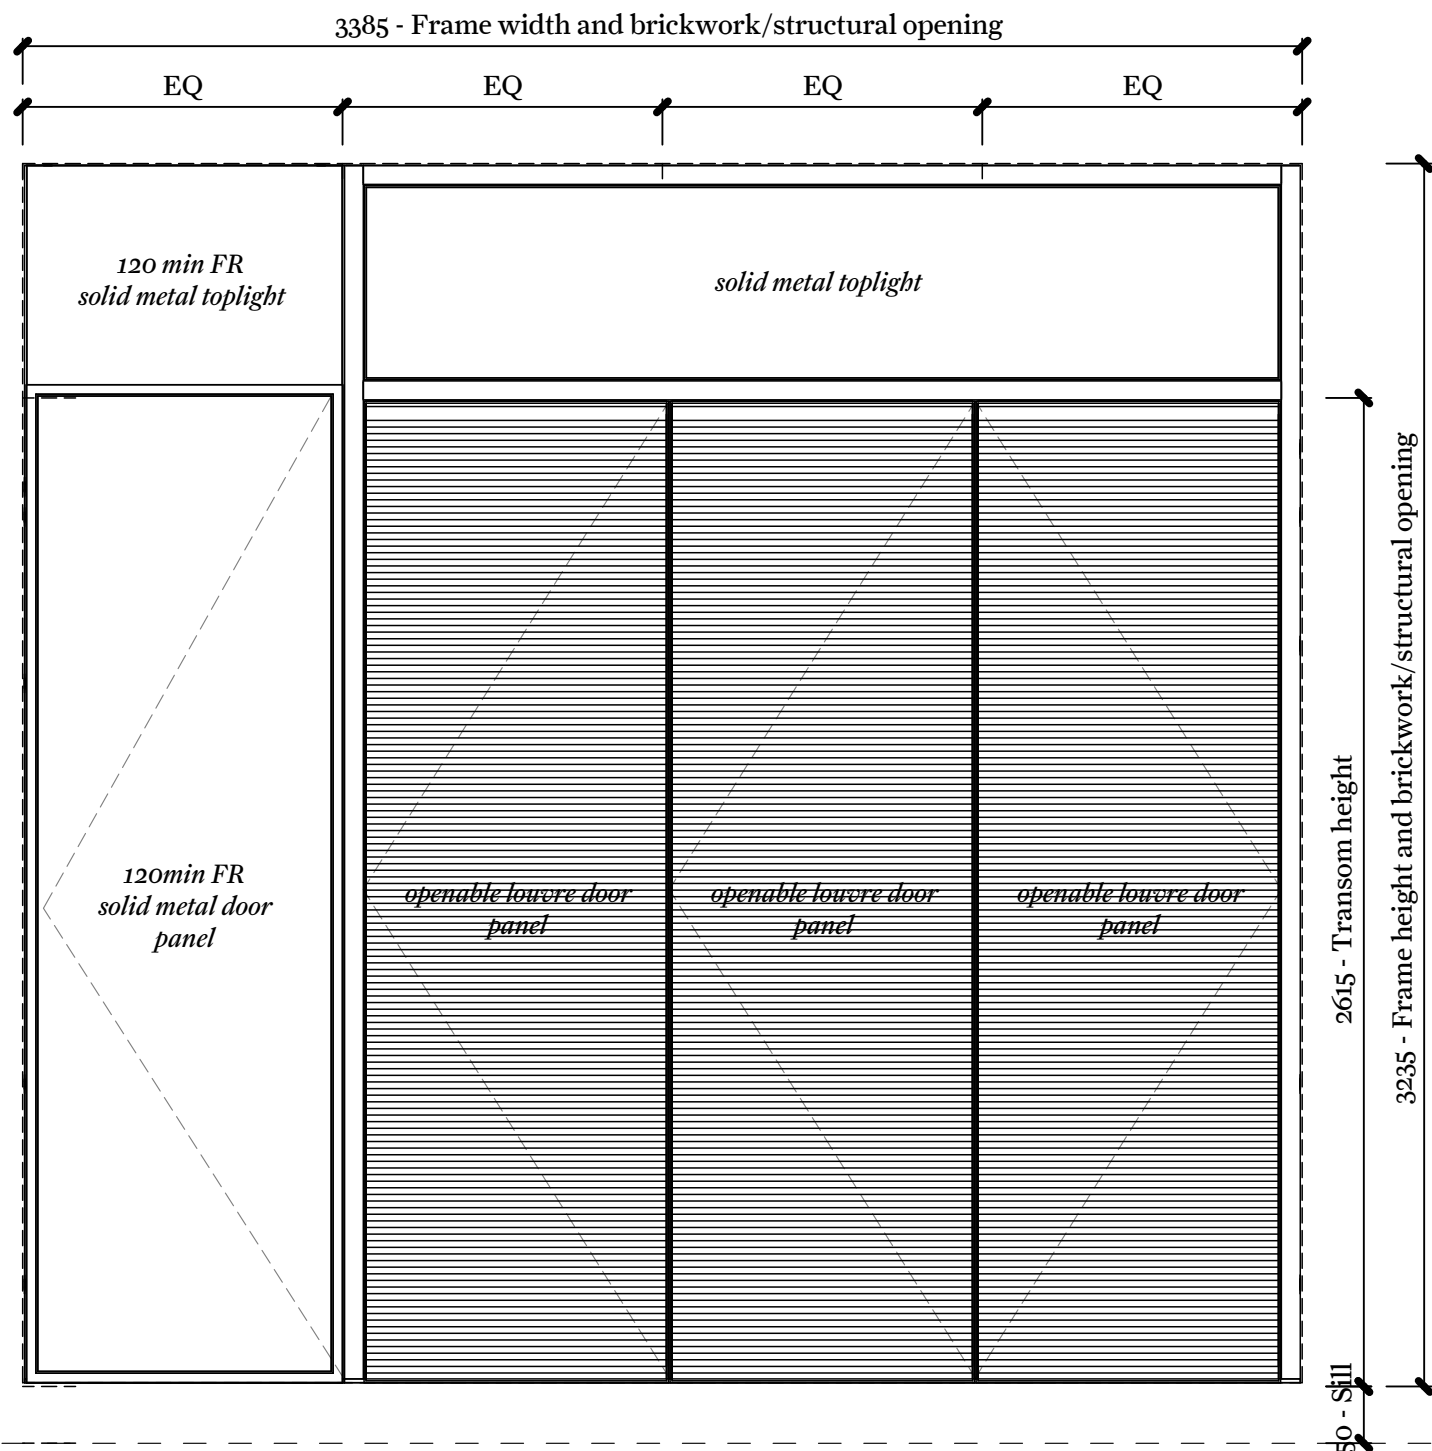 3385 - Frame width and brickwork/structural opening
EQ
EQ
EQ
EQ
120 min FR
solid metal toplight
solid metal toplight
120min FR
solid metal door
panel
openable louvre door
panel
openable louvre door
panel
openable louvre door
panel
2615 - Transom height
3235 - Frame height and brickwork/structural opening
- Sill